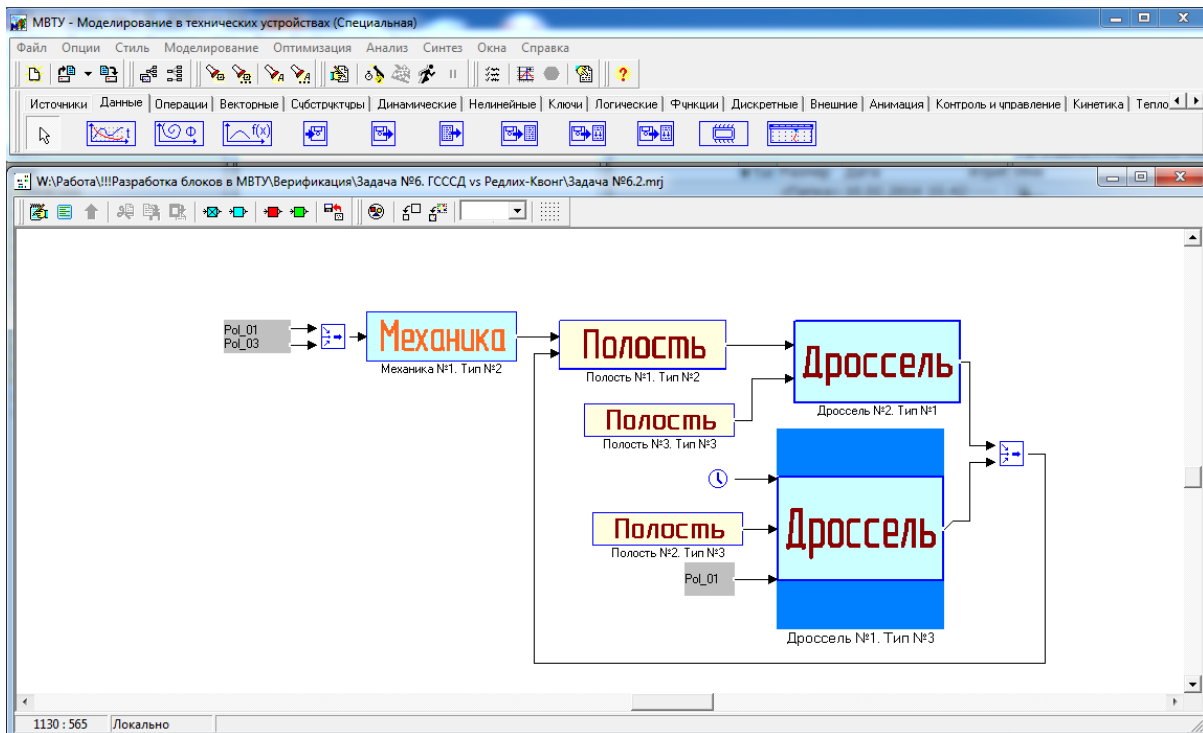 МВТУ - Моделирование в технических устройствах (Специальная)
Файл Опции Стиль Моделирование Оптимизация Анализ Синтез Окна Справка
Источники Данные Операции Векторные Субструктуры Динамические Нелинейные Ключи Логические Функции Дискретные Внешние Анимация Контроль и управление Кинетика Тепло
W:\Работа\!!!Разработка блоков в МВТУ\Верификация\Задача №6. ГСССД vs Редлих-Квонг\Задача №6.2.mrj
Pol_01
Pol_03
Механика
Механика №1. Тип №2
Полость
Полость №1. Тип №2
Дроссель
Дроссель №2. Тип №1
Полость
Полость №3. Тип №3
Дроссель
Дроссель №1. Тип №3
Полость
Полость №2. Тип №3
Pol_01
1130 : 565 Локально